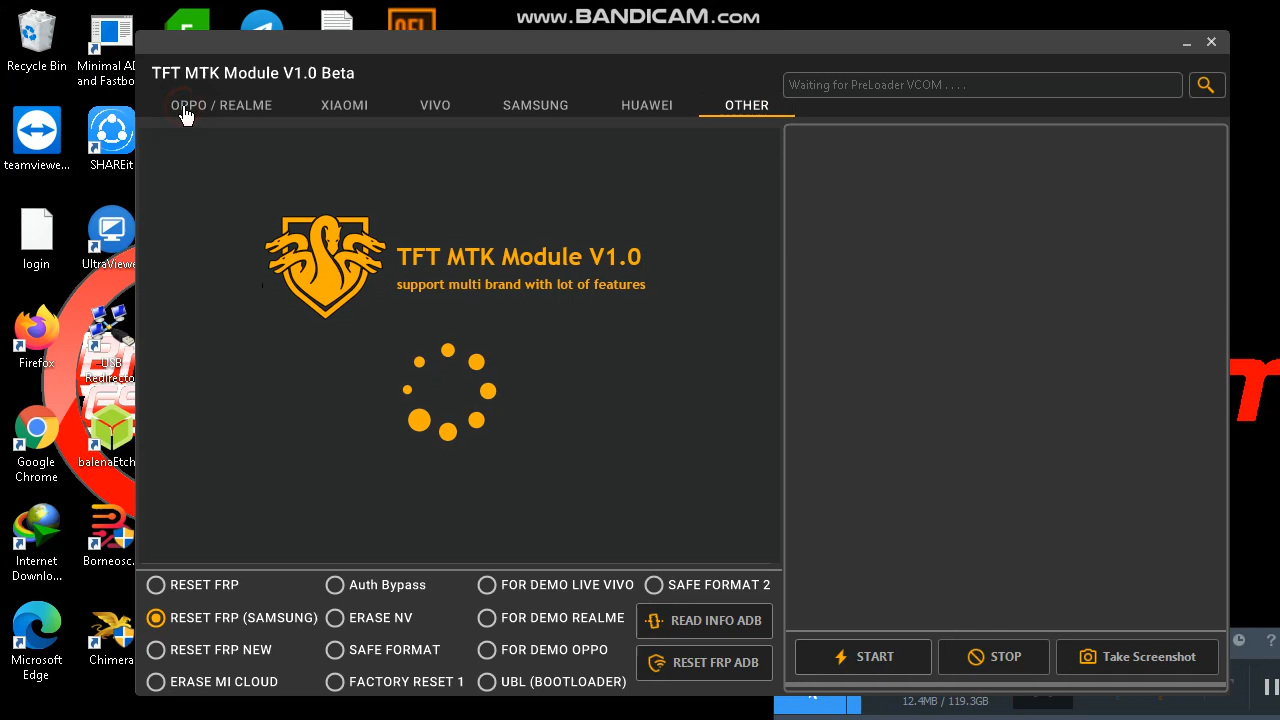 www.BANDICAM.com
Recycle Bin
Minimal AD
and Fastbo
teamviewe...
SHAREit
login
UltraViewe
Firefox
USB
Redirecto
Google
Chrome
balenaEtch
Internet
Downlo...
Borneosc.
Microsoft
Edge
Chimera
TFT MTK Module V1.0 Beta
OPPO / REALME XIAOMI VIVO SAMSUNG HUAWEI OTHER
Waiting for PreLoader VCOM . . . .
TFT MTK Module V1.0
support multi brand with lot of features
RESET FRP Auth Bypass FOR DEMO LIVE VIVO SAFE FORMAT 2
RESET FRP (SAMSUNG) ERASE NV FOR DEMO REALME READ INFO ADB
RESET FRP NEW SAFE FORMAT FOR DEMO OPPO RESET FRP ADB
ERASE MI CLOUD FACTORY RESET 1 UBL (BOOTLOADER)
START STOP Take Screenshot
12.4MB / 119.3GB